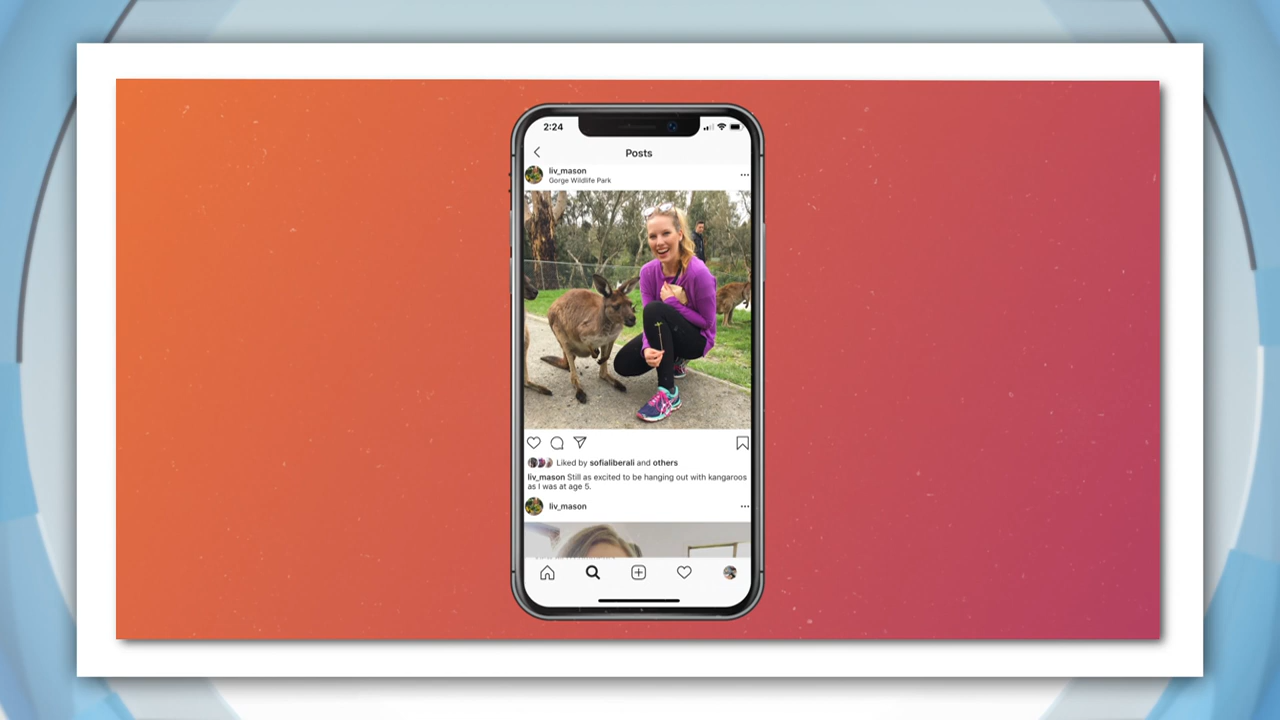 2:24
Posts
liv_mason
Gorge Wildlife Park
Liked by sofialiberali and others
liv_mason Still as excited to be hanging out with kangaroos
as I was at age 5.
liv_mason